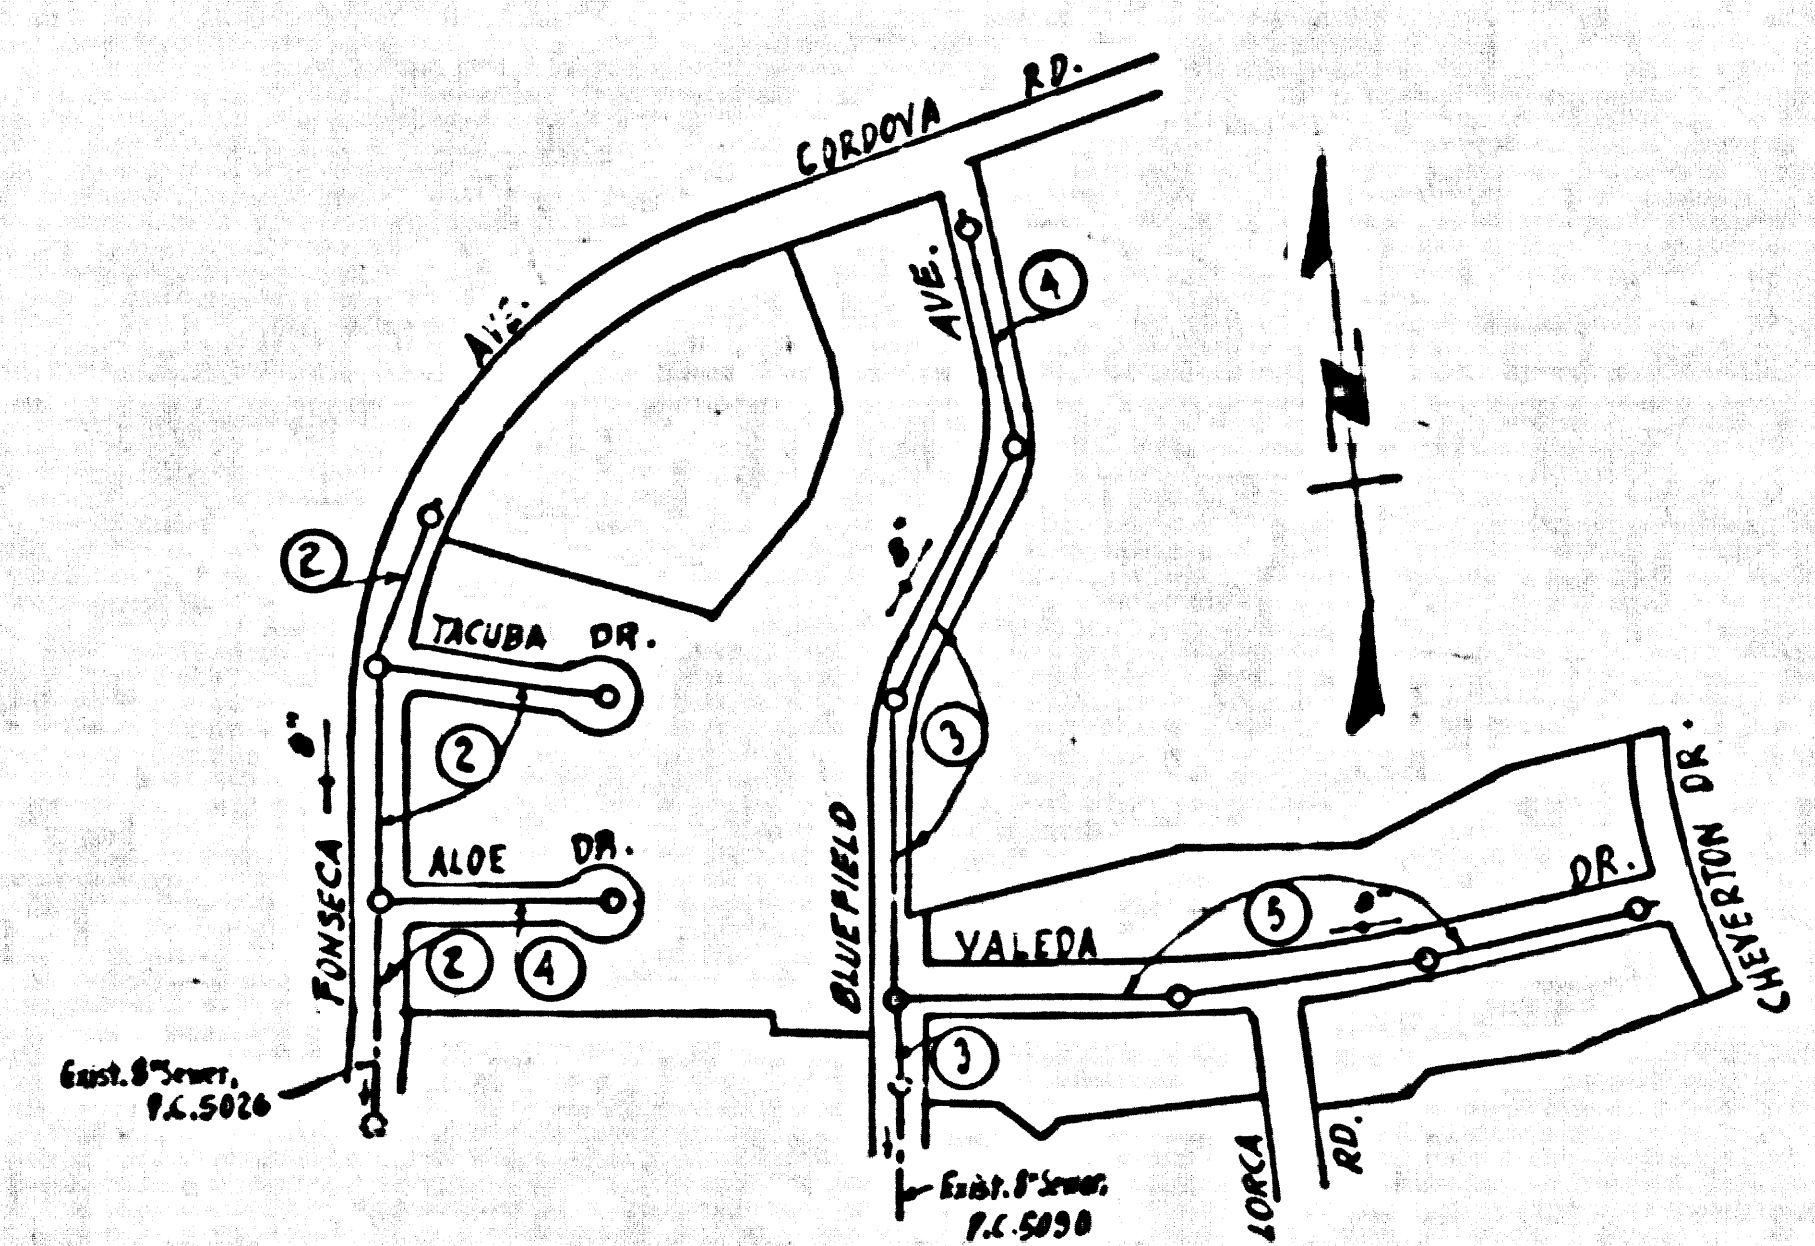 CORDOVA RD.
AVE.
AVE.
4
N
2
8"
TACUBA DR.
2
3
8"
ALOE DR.
FONSECA
2
4
BLUEFIELD
5
8"
DR.
YALEDA
CHEVERTON DR.
3
Exist. 8" Sewer,
P.C. 5026
Exist. 8" Sewer,
P.C. 5090
LORCA RD.